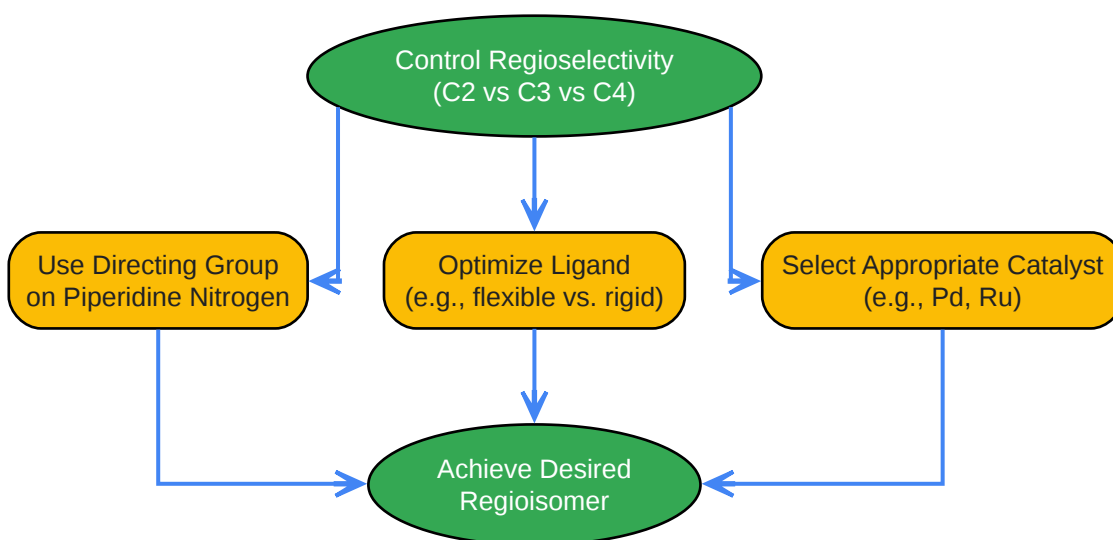 Control Regioselectivity
(C2 vs C3 vs C4)
Use Directing Group
on Piperidine Nitrogen
Optimize Ligand
(e.g., flexible vs. rigid)
Select Appropriate Catalyst
(e.g., Pd, Ru)
Achieve Desired
Regioisomer